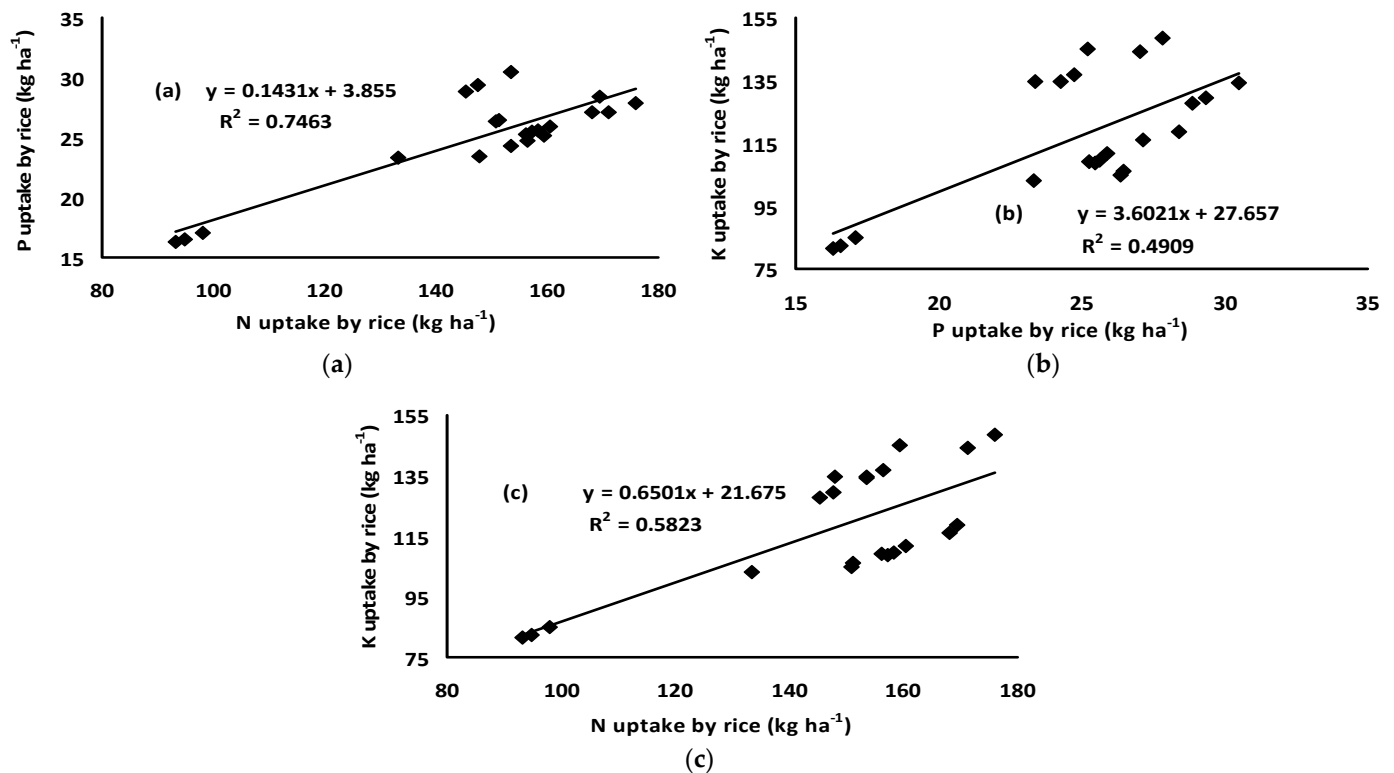 35
30
25
20
15
P uptake by rice (kg ha⁻¹)
(a) y = 0.1431x + 3.855
R² = 0.7463
80 100 120 140 160 180
N uptake by rice (kg ha⁻¹)
(a)
155
135
115
95
75
K uptake by rice (kg ha⁻¹)
(b) y = 3.6021x + 27.657
R² = 0.4909
15 20 25 30 35
P uptake by rice (kg ha⁻¹)
(b)
155
135
115
95
75
K uptake by rice (kg ha⁻¹)
(c) y = 0.6501x + 21.675
R² = 0.5823
80 100 120 140 160 180
N uptake by rice (kg ha⁻¹)
(c)